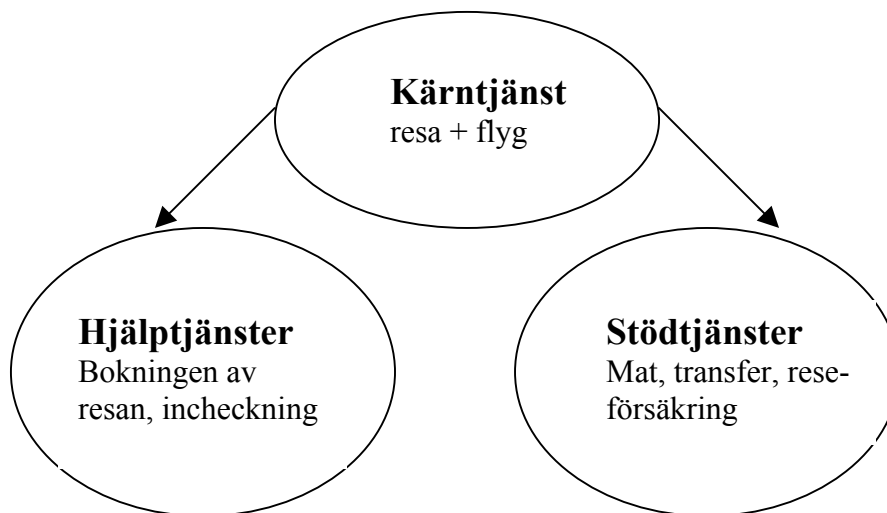 Kärntjänst
resa + flyg
Hjälptjänster
Bokningen av
resan, incheckning
Stödtjänster
Mat, transfer, rese-
försäkring